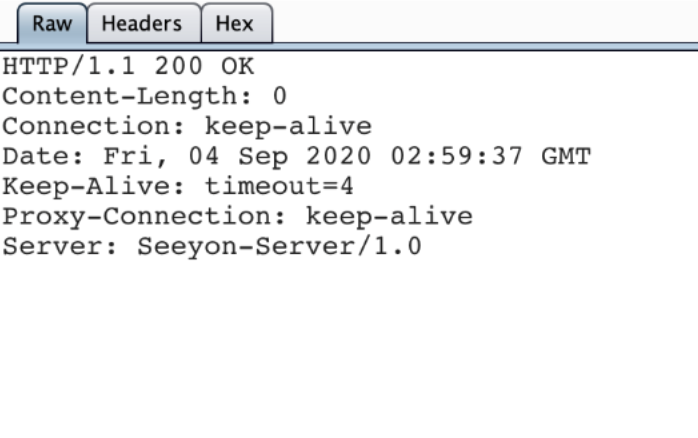 Raw Headers Hex
HTTP/1.1 200 OK
Content-Length: 0
Connection: keep-alive
Date: Fri, 04 Sep 2020 02:59:37 GMT
Keep-Alive: timeout=4
Proxy-Connection: keep-alive
Server: Seeyon-Server/1.0